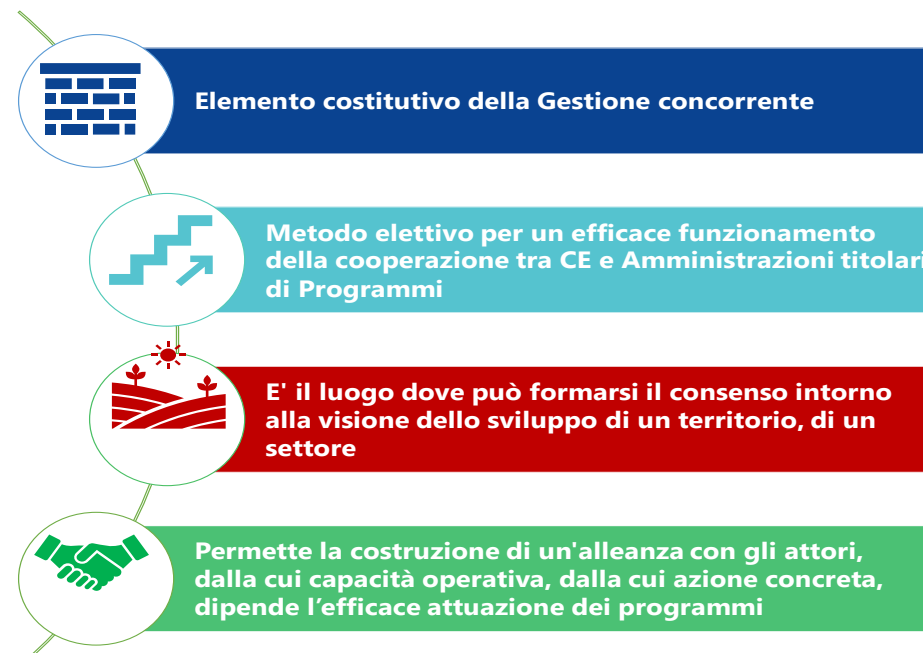 Elemento costitutivo della Gestione concorrente
Metodo elettivo per un efficace funzionamento
della cooperazione tra CE e Amministrazioni titolari
di Programmi
E' il luogo dove può formarsi il consenso intorno
alla visione dello sviluppo di un territorio, di un
settore
Permette la costruzione di un'alleanza con gli attori,
dalla cui capacità operativa, dalla cui azione concreta,
dipende l’efficace attuazione dei programmi